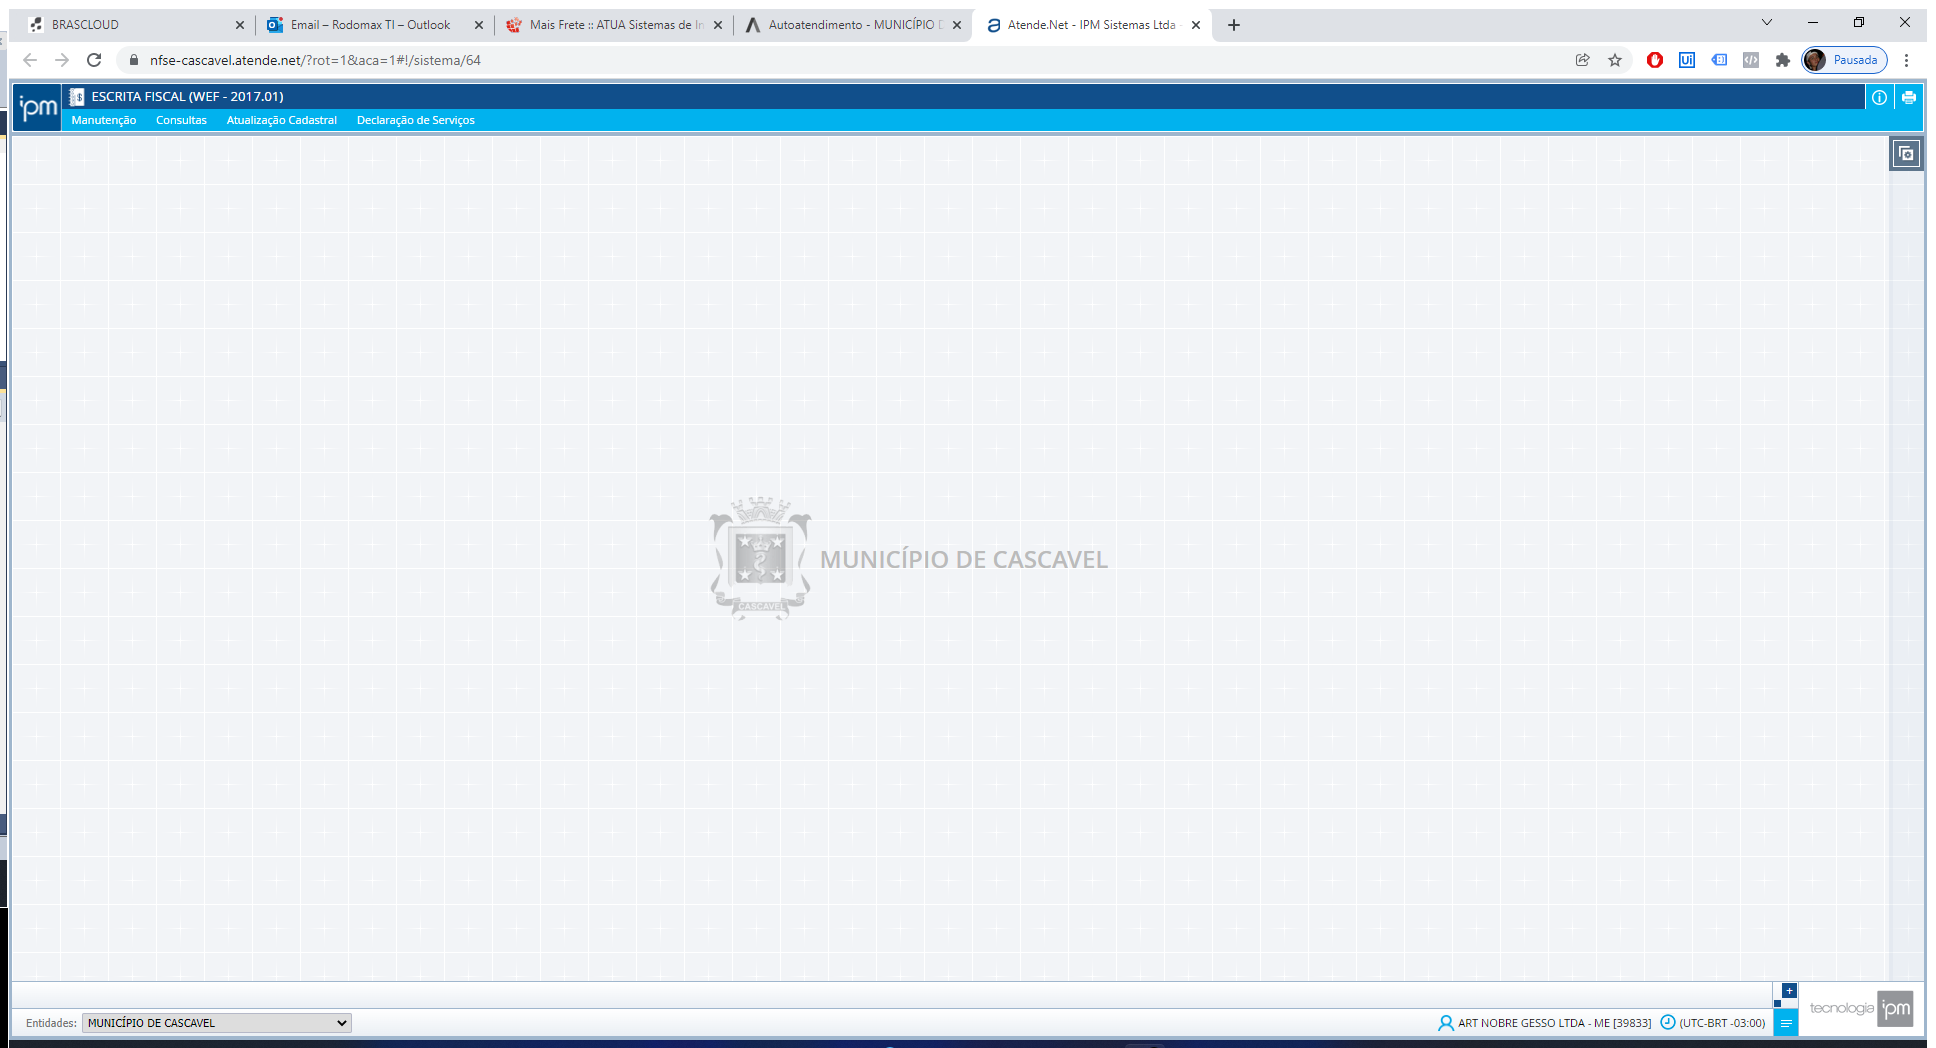 BRASCLOUD
Email – Rodomax TI – Outlook
Mais Frete :: ATUA Sistemas de In
Autoatendimento - MUNICÍPIO D
Atende.Net - IPM Sistemas Ltda -
nfse-cascavel.atende.net/?rot=1&aca=1#!/sistema/64
Pausada
ipm
ESCRITA FISCAL (WEF - 2017.01)
Manutenção Consultas Atualização Cadastral Declaração de Serviços
MUNICÍPIO DE CASCAVEL
CASCAVEL
Entidades: MUNICÍPIO DE CASCAVEL
ART NOBRE GESSO LTDA - ME [39833] (UTC-BRT -03:00)
tecnologia ipm